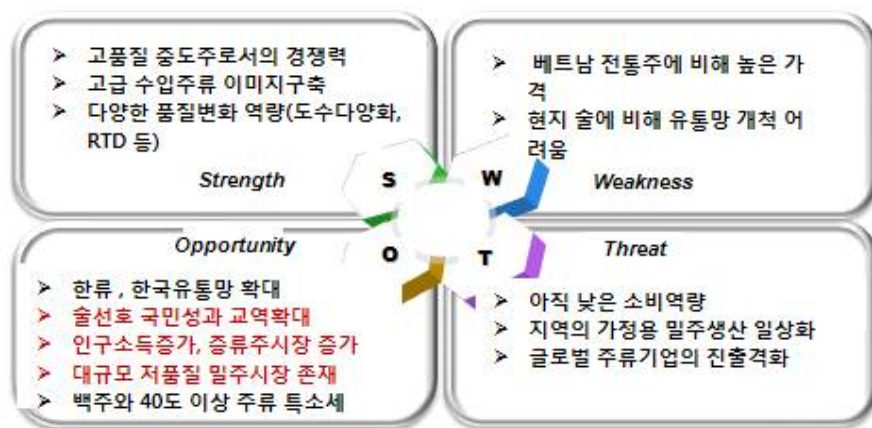 ➢ 고품질 중도주로서의 경쟁력
➢ 고급 수입주류 이미지구축
➢ 다양한 품질변화 역량(도수다양화,
RTD 등)
Strength
➢ 베트남 전통주에 비해 높은 가
격
➢ 현지 술에 비해 유통망 개척 어
려움
Weakness
S
W
O
T
Opportunity
➢ 한류 , 한국유통망 확대
➢ 술선호 국민성과 교역확대
➢ 인구소득증가, 증류주시장 증가
➢ 대규모 저품질 밀주시장 존재
➢ 백주와 40도 이상 주류 특소세
Threat
➢ 아직 낮은 소비역량
➢ 지역의 가정용 밀주생산 일상화
➢ 글로벌 주류기업의 진출격화